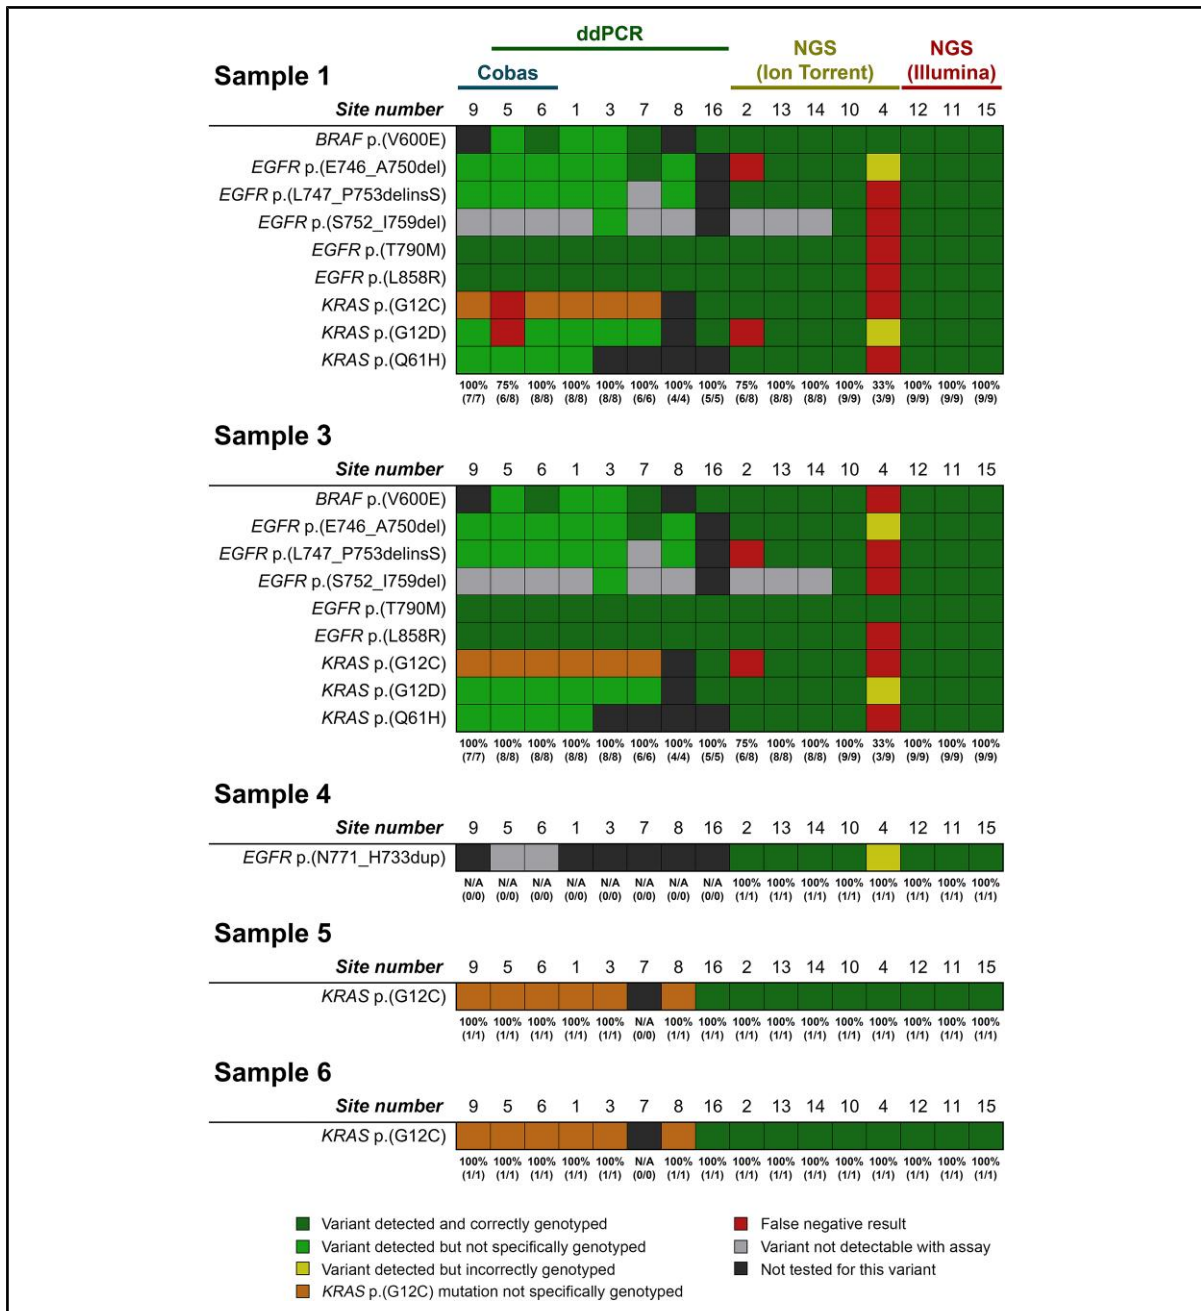 ddPCR
NGS
(Ion Torrent)
NGS
(Illumina)
Sample 1
Cobas
Site number 9 5 6 1 3 7 8 16 2 13 14 10 4 12 11 15
BRAF p.(V600E)
EGFR p.(E746_A750del)
EGFR p.(L747_P753delinsS)
EGFR p.(S752_I759del)
EGFR p.(T790M)
EGFR p.(L858R)
KRAS p.(G12C)
KRAS p.(G12D)
KRAS p.(Q61H)
100% 75% 100% 100% 100% 100% 100% 100% 75% 100% 100% 100% 33% 100% 100% 100%
(7/7) (6/8) (8/8) (8/8) (8/8) (6/6) (4/4) (5/5) (6/8) (8/8) (8/8) (9/9) (3/9) (9/9) (9/9) (9/9)
Sample 3
Site number 9 5 6 1 3 7 8 16 2 13 14 10 4 12 11 15
BRAF p.(V600E)
EGFR p.(E746_A750del)
EGFR p.(L747_P753delinsS)
EGFR p.(S752_I759del)
EGFR p.(T790M)
EGFR p.(L858R)
KRAS p.(G12C)
KRAS p.(G12D)
KRAS p.(Q61H)
100% 100% 100% 100% 100% 100% 100% 100% 75% 100% 100% 100% 33% 100% 100% 100%
(7/7) (8/8) (8/8) (8/8) (8/8) (6/6) (4/4) (5/5) (6/8) (8/8) (8/8) (9/9) (3/9) (9/9) (9/9) (9/9)
Sample 4
Site number 9 5 6 1 3 7 8 16 2 13 14 10 4 12 11 15
EGFR p.(N771_H733dup)
N/A N/A N/A N/A N/A N/A N/A N/A 100% 100% 100% 100% 100% 100% 100% 100%
(0/0) (0/0) (0/0) (0/0) (0/0) (0/0) (0/0) (0/0) (1/1) (1/1) (1/1) (1/1) (1/1) (1/1) (1/1) (1/1)
Sample 5
Site number 9 5 6 1 3 7 8 16 2 13 14 10 4 12 11 15
KRAS p.(G12C)
100% 100% 100% 100% 100% N/A 100% 100% 100% 100% 100% 100% 100% 100% 100% 100%
(1/1) (1/1) (1/1) (1/1) (1/1) (0/0) (1/1) (1/1) (1/1) (1/1) (1/1) (1/1) (1/1) (1/1) (1/1) (1/1)
Sample 6
Site number 9 5 6 1 3 7 8 16 2 13 14 10 4 12 11 15
KRAS p.(G12C)
100% 100% 100% 100% 100% N/A 100% 100% 100% 100% 100% 100% 100% 100% 100% 100%
(1/1) (1/1) (1/1) (1/1) (1/1) (0/0) (1/1) (1/1) (1/1) (1/1) (1/1) (1/1) (1/1) (1/1) (1/1) (1/1)
Variant detected and correctly genotyped
Variant detected but not specifically genotyped
Variant detected but incorrectly genotyped
KRAS p.(G12C) mutation not specifically genotyped
False negative result
Variant not detectable with assay
Not tested for this variant